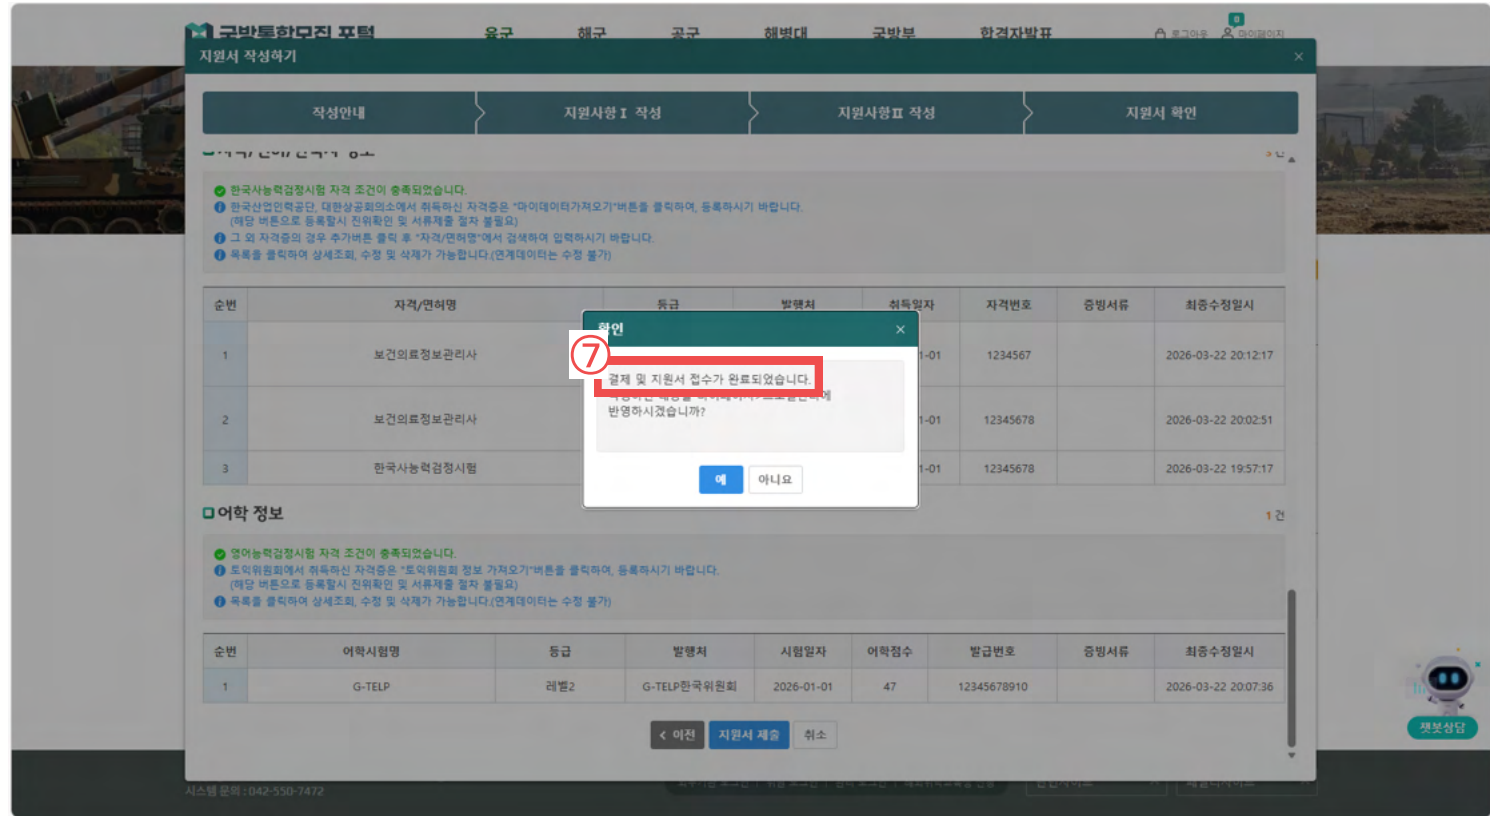 국방통합모집 포털
육군 해군 공군 해병대 국방부 합격자발표
0
로그아웃 마이페이지
지원서 작성하기 ×
작성안내 지원사항 I 작성 지원사항 II 작성 지원서 확인
한국사능력검정시험 자격 조건이 충족되었습니다.
한국산업인력공단, 대한상공회의소에서 취득하신 자격증은 "마이데이터가져오기"버튼을 클릭하여, 등록하시기 바랍니다.
(해당 버튼으로 등록할시 진위확인 및 서류제출 절차 불필요)
그 외 자격증의 경우 추가버튼 클릭 후 "자격/면허명"에서 검색하여 입력하시기 바랍니다.
목록을 클릭하여 상세조회, 수정 및 삭제가 가능합니다.(연계데이터는 수정 불가)
순번 자격/면허명 등급 발행처 취득일자 자격번호 증빙서류 최종수정일시
1 보건의료정보관리사 1-01 1234567 2026-03-22 20:12:17
2 보건의료정보관리사 1-01 12345678 2026-03-22 20:02:51
3 한국사능력검정시험 1-01 12345678 2026-03-22 19:57:17
확인 ×
⑦
결제 및 지원서 접수가 완료되었습니다.
반영하시겠습니까?
예 아니요
어학 정보 1 건
영어능력검정시험 자격 조건이 충족되었습니다.
토익위원회에서 취득하신 자격증은 "토익위원회 정보 가져오기"버튼을 클릭하여, 등록하시기 바랍니다.
(해당 버튼으로 등록할시 진위확인 및 서류제출 절차 불필요)
목록을 클릭하여 상세조회, 수정 및 삭제가 가능합니다.(연계데이터는 수정 불가)
순번 어학시험명 등급 발행처 시험일자 어학점수 발급번호 증빙서류 최종수정일시
1 G-TELP 레벨2 G-TELP한국위원회 2026-01-01 47 12345678910 2026-03-22 20:07:36
< 이전 지원서 제출 취소
챗봇상담
시스템 문의 : 042-550-7472